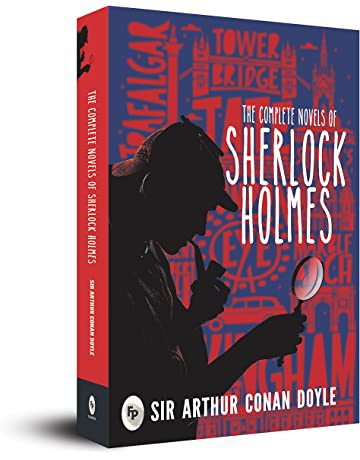 THE COMPLETE NOVELS OF SHERLOCK HOLMES
SIR ARTHUR CONAN DOYLE
TRAFALGAR
TOWER
BRIDGE
THE COMPLETE NOVELS OF
SHERLOCK
HOLMES
EYE
FP
SIR ARTHUR CONAN DOYLE